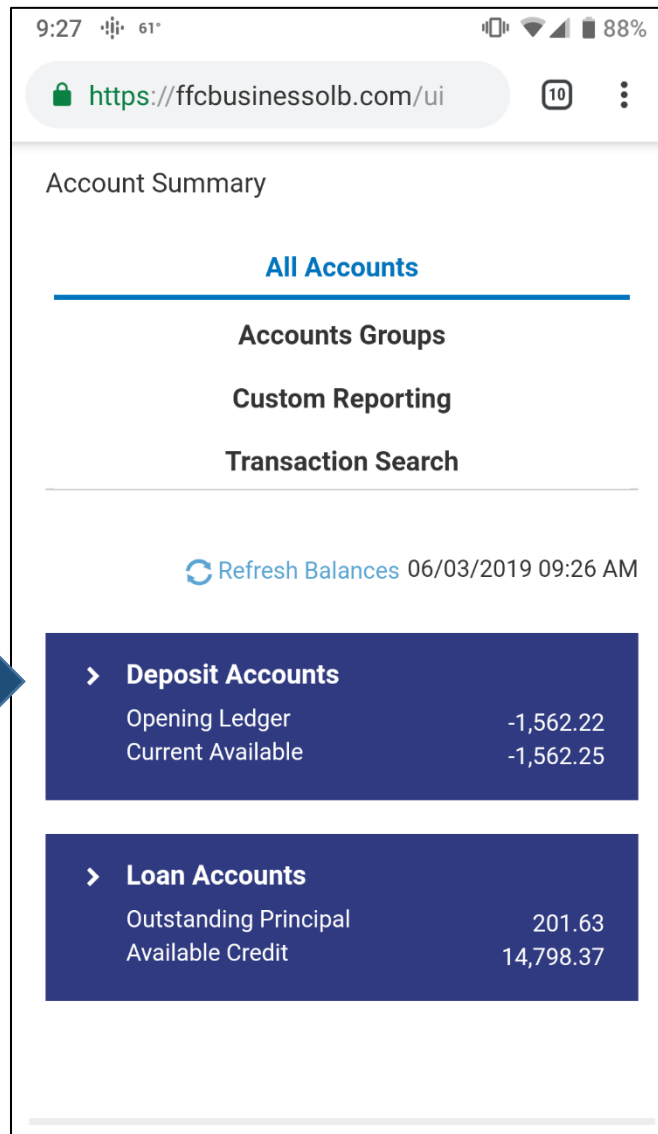 9:27 61° 88%
https://ffcbusinessolb.com/ui 10
Account Summary
All Accounts
Accounts Groups
Custom Reporting
Transaction Search
Refresh Balances 06/03/2019 09:26 AM
Deposit Accounts
Opening Ledger -1,562.22
Current Available -1,562.25
Loan Accounts
Outstanding Principal 201.63
Available Credit 14,798.37